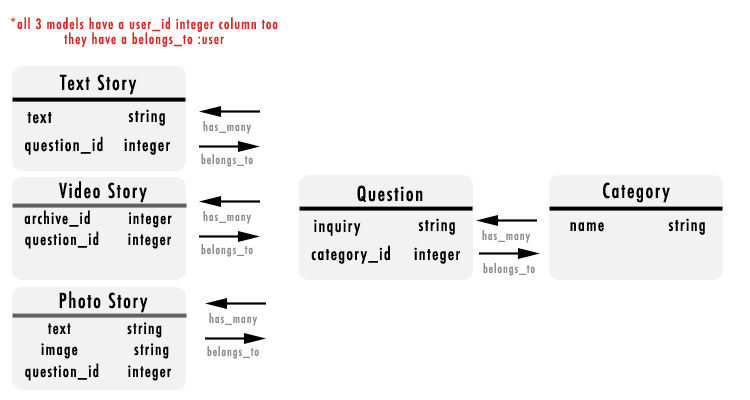 *all 3 models have a user_id integer column too
they have a belongs_to :user
Text Story
text string
question_id integer
has_many
belongs_to
Video Story
archive_id integer
question_id integer
has_many
belongs_to
Photo Story
text string
image string
question_id integer
has_many
belongs_to
Question
inquiry string
category_id integer
has_many
belongs_to
Category
name string